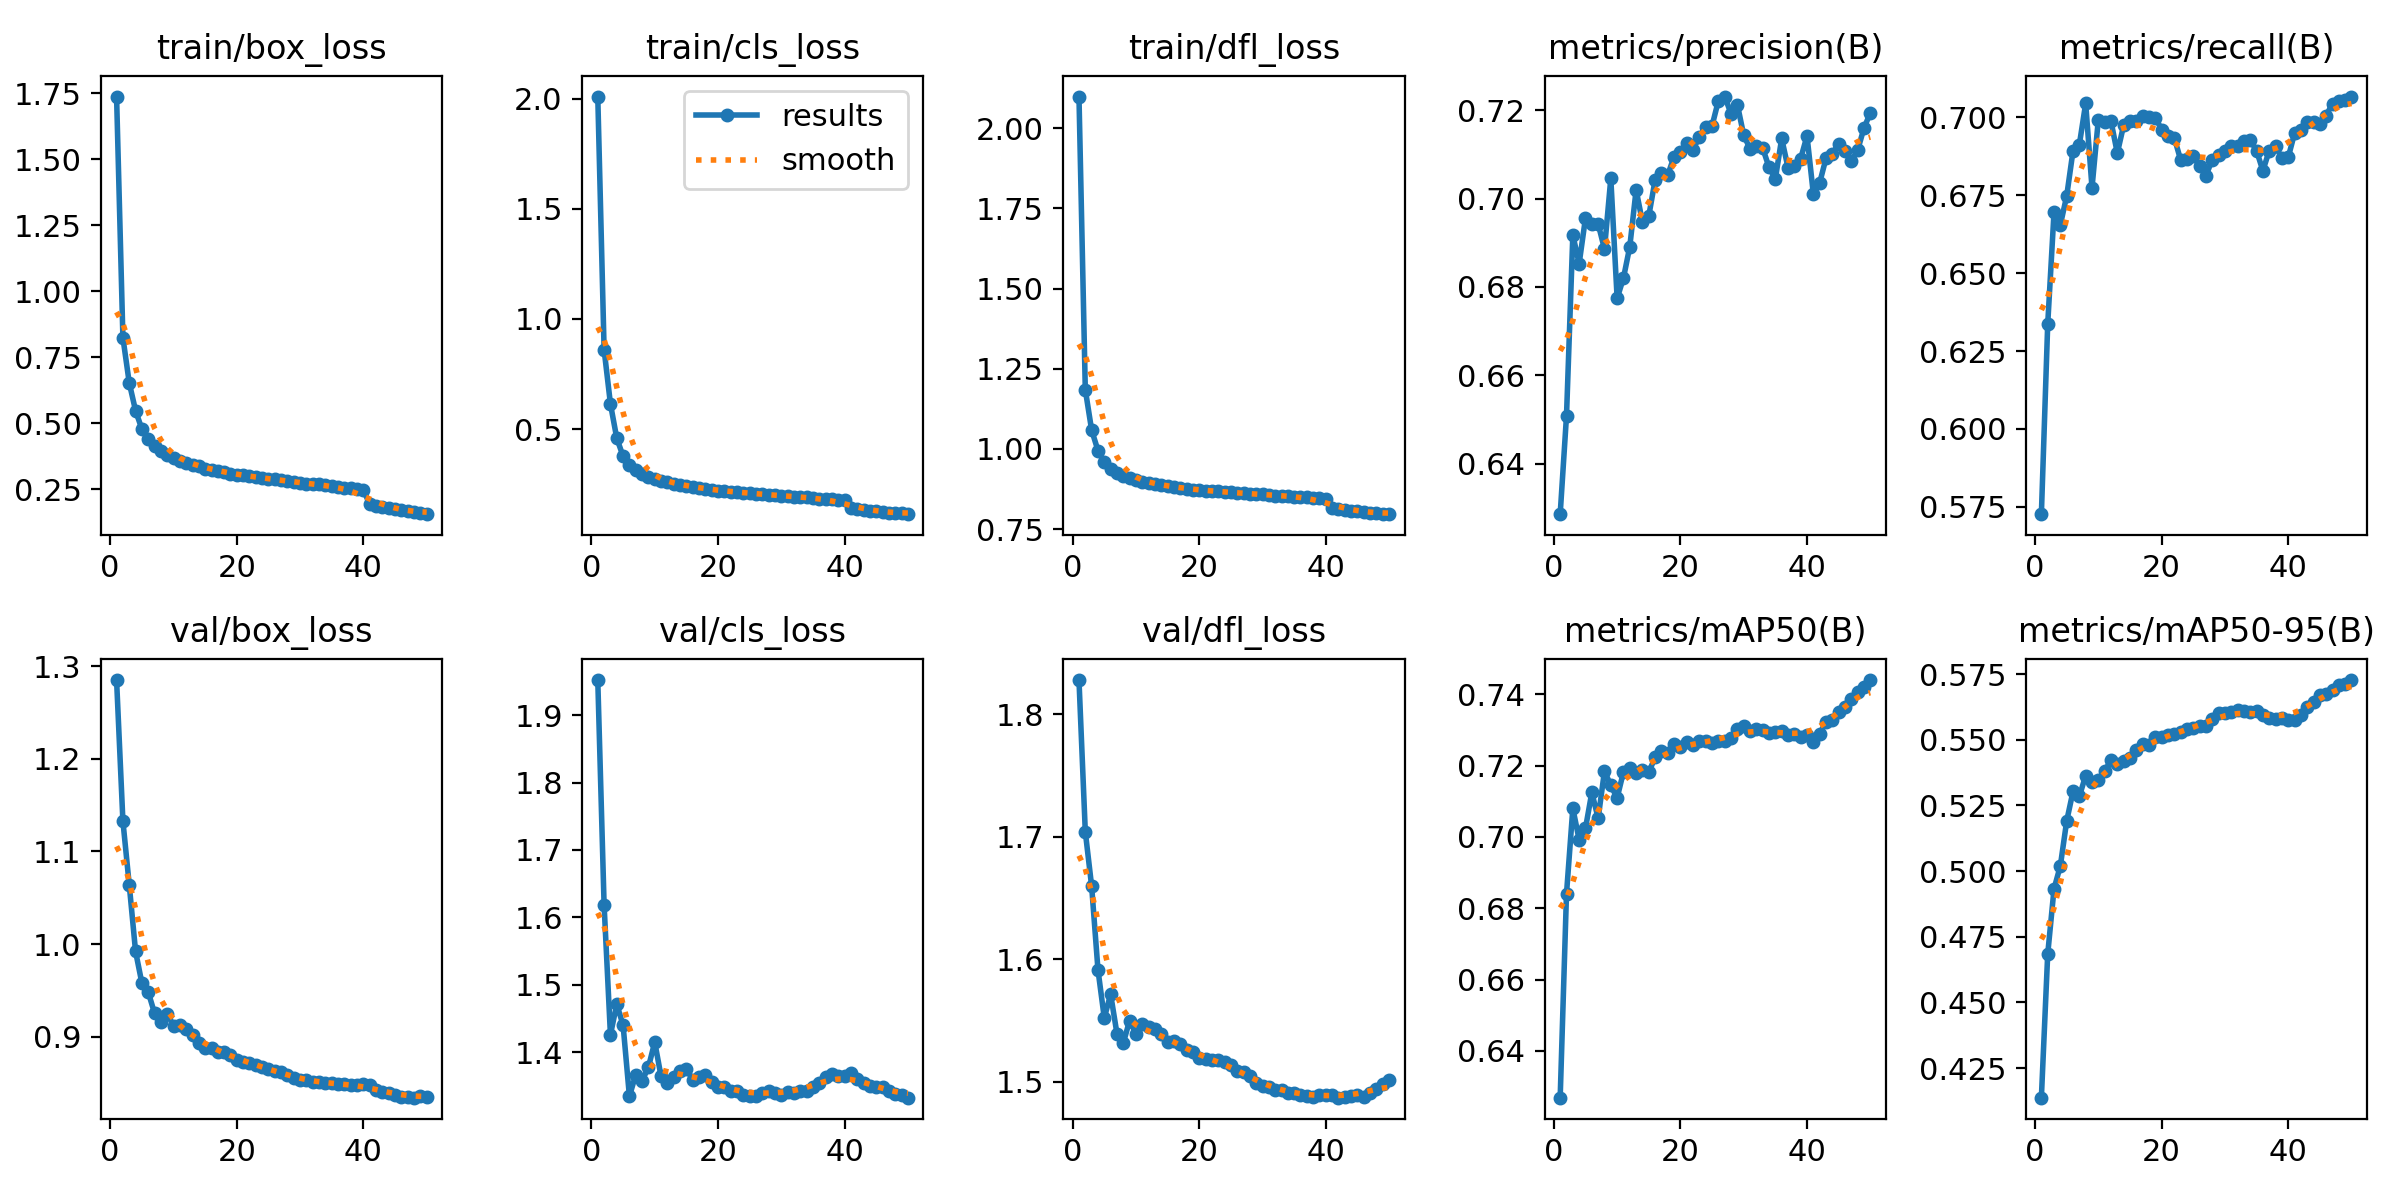 train/box_loss
1.75
1.50
1.25
1.00
0.75
0.50
0.25
0 20 40
train/cls_loss
results
smooth
2.0
1.5
1.0
0.5
0 20 40
train/dfl_loss
2.00
1.75
1.50
1.25
1.00
0.75
0 20 40
metrics/precision(B)
0.72
0.70
0.68
0.66
0.64
0 20 40
metrics/recall(B)
0.700
0.675
0.650
0.625
0.600
0.575
0 20 40
val/box_loss
1.3
1.2
1.1
1.0
0.9
0 20 40
val/cls_loss
1.9
1.8
1.7
1.6
1.5
1.4
0 20 40
val/dfl_loss
1.8
1.7
1.6
1.5
0 20 40
metrics/mAP50(B)
0.74
0.72
0.70
0.68
0.66
0.64
0 20 40
metrics/mAP50-95(B)
0.575
0.550
0.525
0.500
0.475
0.450
0.425
0 20 40